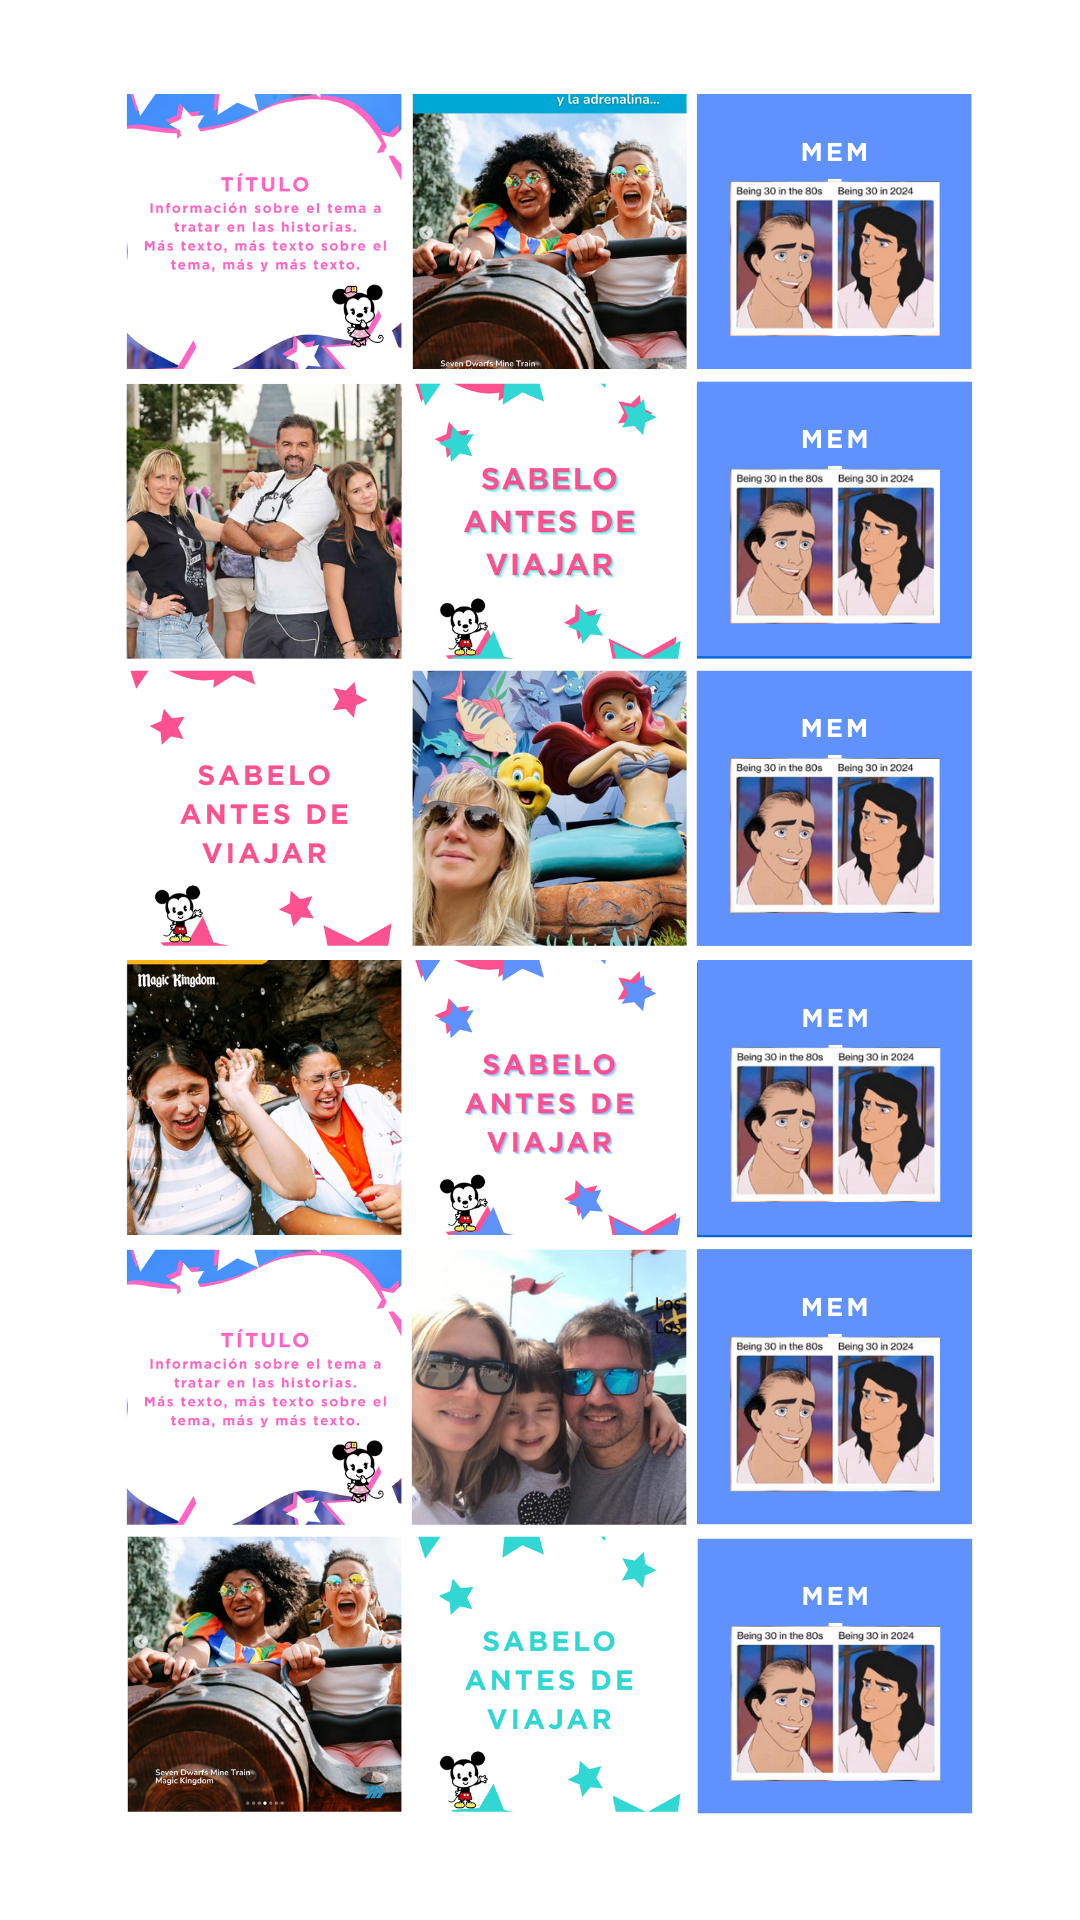 TÍTULO
Información sobre el tema a
tratar en las historias.
Más texto, más texto sobre el
tema, más y más texto.
y la adrenalina...
Seven Dwarfs Mine Train
MEM
Being 30 in the 80s
Being 30 in 2024
SABELO
ANTES DE
VIAJAR
MEM
Being 30 in the 80s
Being 30 in 2024
SABELO
ANTES DE
VIAJAR
MEM
Being 30 in the 80s
Being 30 in 2024
Magic Kingdom
SABELO
ANTES DE
VIAJAR
MEM
Being 30 in the 80s
Being 30 in 2024
TÍTULO
Información sobre el tema a
tratar en las historias.
Más texto, más texto sobre el
tema, más y más texto.
Los
Los
MEM
Being 30 in the 80s
Being 30 in 2024
Seven Dwarfs Mine Train
Magic Kingdom
SABELO
ANTES DE
VIAJAR
MEM
Being 30 in the 80s
Being 30 in 2024